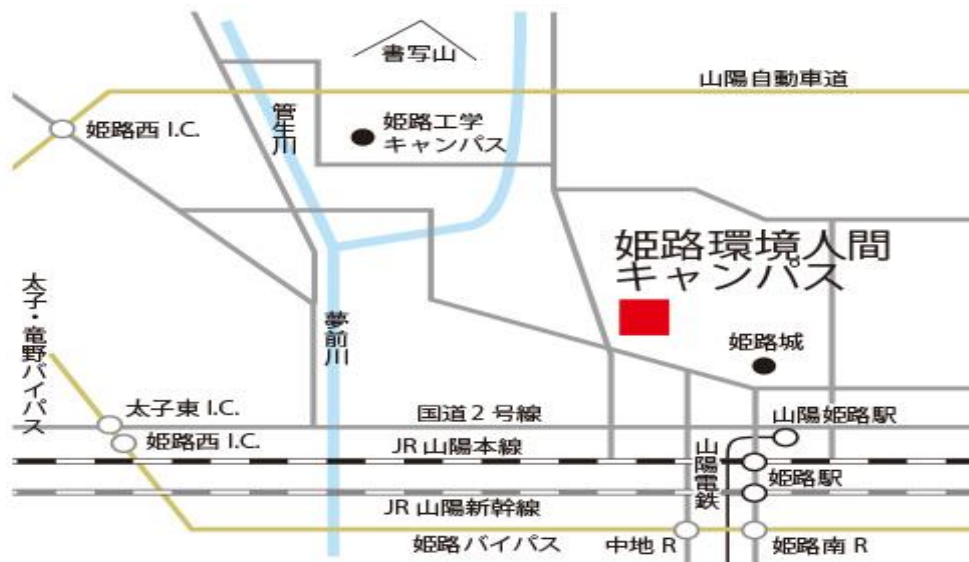 書写山
山陽自動車道
姫路西 I.C.
菅生川
姫路工学
キャンパス
姫路環境人間
キャンパス
太子・竜野バイパス
夢前川
姫路城
太子東 I.C.
国道2号線
山陽姫路駅
姫路西 I.C.
JR 山陽本線
山陽電鉄
姫路駅
JR 山陽新幹線
姫路バイパス
中地 R
姫路南 R